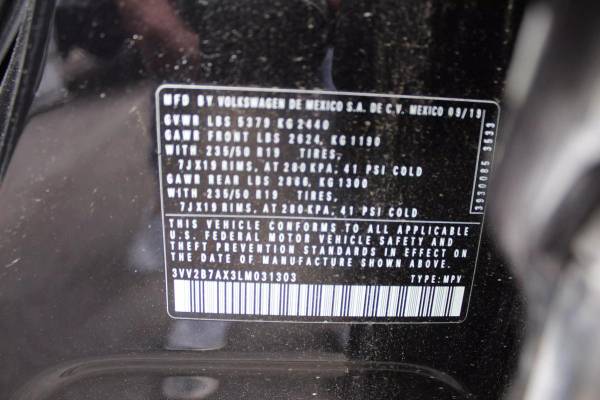 MFD BY VOLKSWAGEN DE MEXICO S.A. DE C.V. MEXICO 09/19
GVWR LBS 5379 KG 2440
GAWR FRONT LBS 2624, KG 1190
WITH 235/50 R19 TIRES,
7JX19 RIMS, AT 280 KPA, 41 PSI COLD
GAWR REAR LBS 2866, KG 1300
WITH 235/50 R19 TIRES,
7JX19 RIMS, AT 280 KPA, 41 PSI COLD
THIS VEHICLE CONFORMS TO ALL APPLICABLE
U.S. FEDERAL MOTOR VEHICLE SAFETY AND
THEFT PREVENTION STANDARDS IN EFFECT ON
THE DATE OF MANUFACTURE SHOWN ABOVE
3VV2B7AX3LM031303 TYPE: MPV
3930085 3533